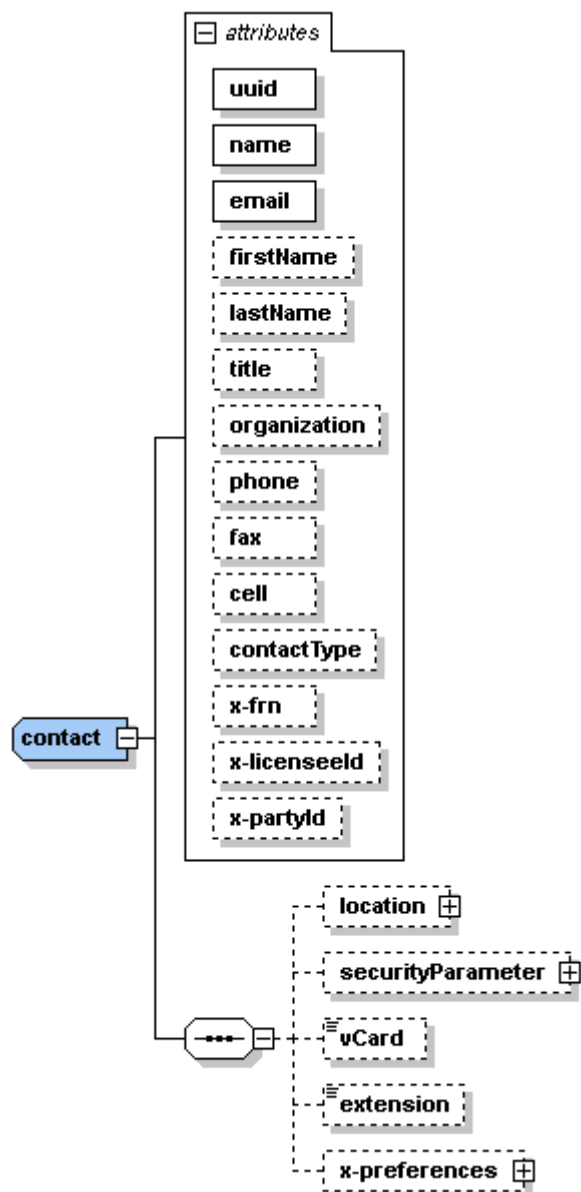 attributes
uuid
name
email
firstName
lastName
title
organization
phone
fax
cell
contactType
x-frn
x-licenseeId
x-partyId
contact
location
securityParameter
vCard
extension
x-preferences